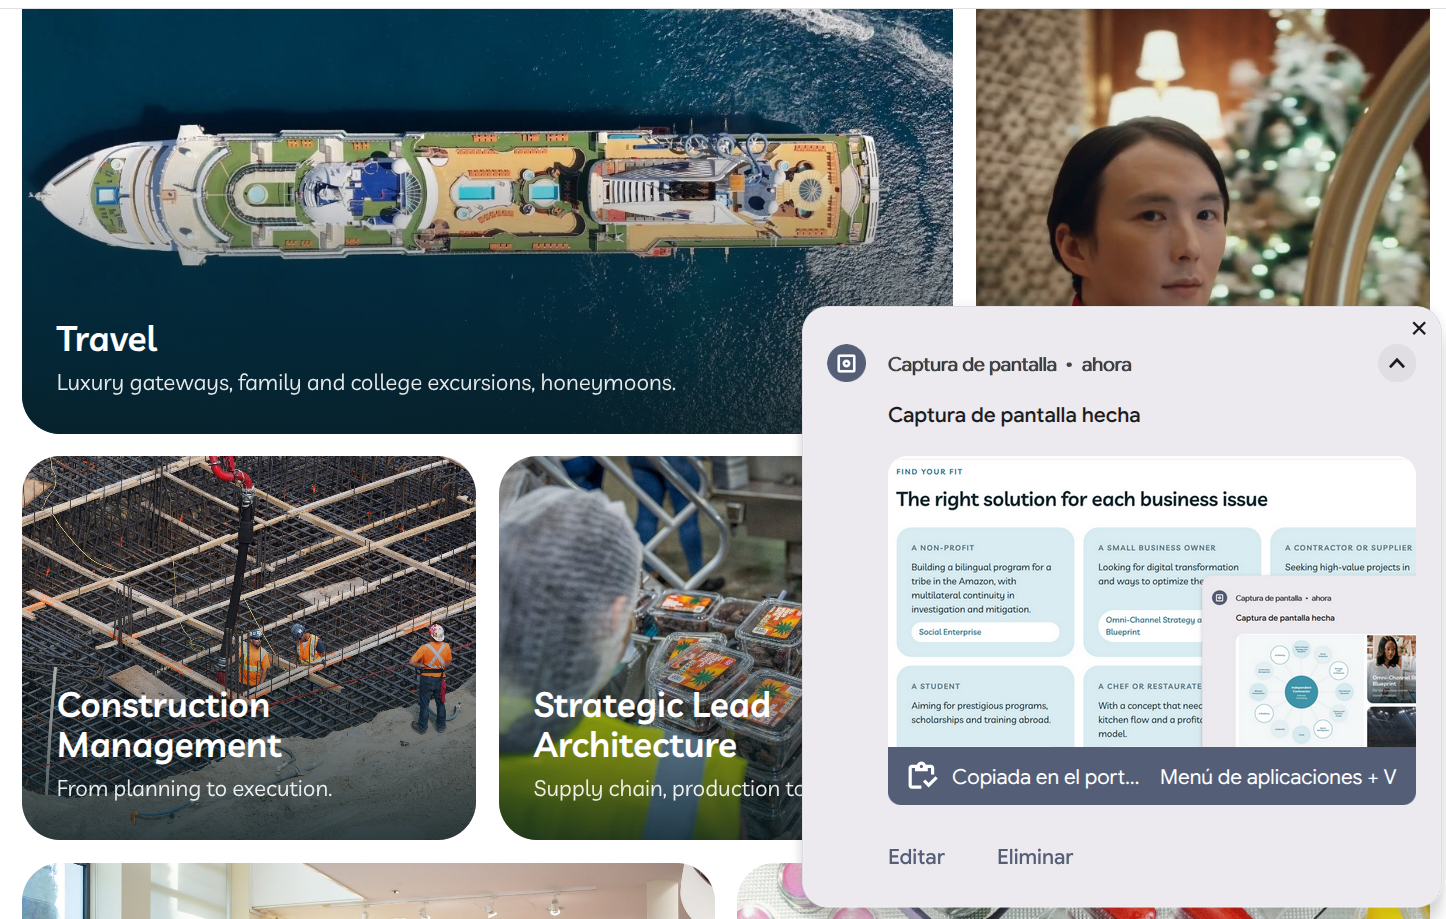 Travel
Luxury gateways, family and college excursions, honeymoons.
Construction
Management
From planning to execution.
Strategic Lead
Architecture
Supply chain, production to
Captura de pantalla • ahora
Captura de pantalla hecha
FIND YOUR FIT
The right solution for each business issue
A NON-PROFIT
Building a bilingual program for a
tribe in the Amazon, with
multilateral continuity in
investigation and mitigation.
Social Enterprise
A SMALL BUSINESS OWNER
Looking for digital transformation
and ways to optimize the
Omni-Channel Strategy a
Blueprint
A CONTRACTOR OR SUPPLIER
Seeking high-value projects in
A STUDENT
Aiming for prestigious programs,
scholarships and training abroad.
A CHEF OR RESTAURATE
With a concept that nee
kitchen flow and a profit
model.
Captura de pantalla • ahora
Captura de pantalla hecha
Omni-Channel
Blueprint
Copiada en el port... Menú de aplicaciones + V
Editar Eliminar